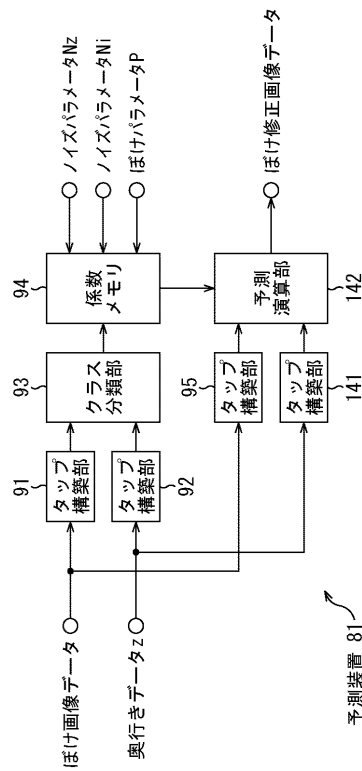 ぼけ画像データ
奥行きデータz
91
タップ
構築部
92
タップ
構築部
93
クラス
分類部
94
係数
メモリ
ノイズパラメータNz
ノイズパラメータNi
ぼけパラメータP
95
タップ
構築部
141
タップ
構築部
142
予測
演算部
ぼけ修正画像データ
予測装置 81